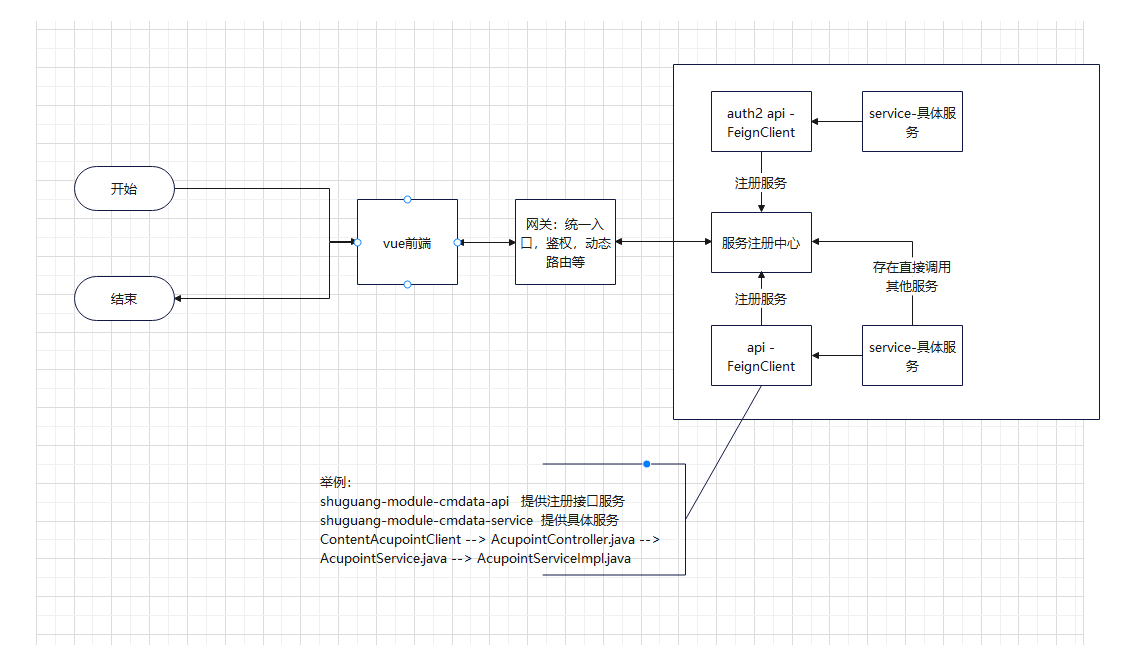 开始
结束
vue前端
网关：统一入
口，鉴权，动态
路由等
auth2 api -
FeignClient
service-具体服
务
注册服务
服务注册中心
存在直接调用
其他服务
注册服务
api -
FeignClient
service-具体服
务
举例：
shuguang-module-cmdata-api 提供注册接口服务
shuguang-module-cmdata-service 提供具体服务
ContentAcupointClient --> AcupointController.java -->
AcupointService.java --> AcupointServiceImpl.java